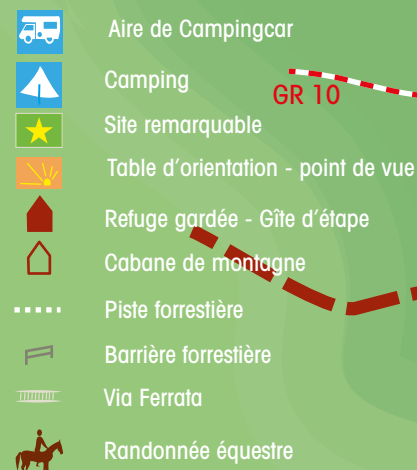 Aire de Campingcar
Camping
GR 10
Site remarquable
Table d'orientation - point de vue
Refuge gardée - Gîte d'étape
Cabane de montagne
Piste forrestière
Barrière forrestière
Via Ferrata
Randonnée équestre